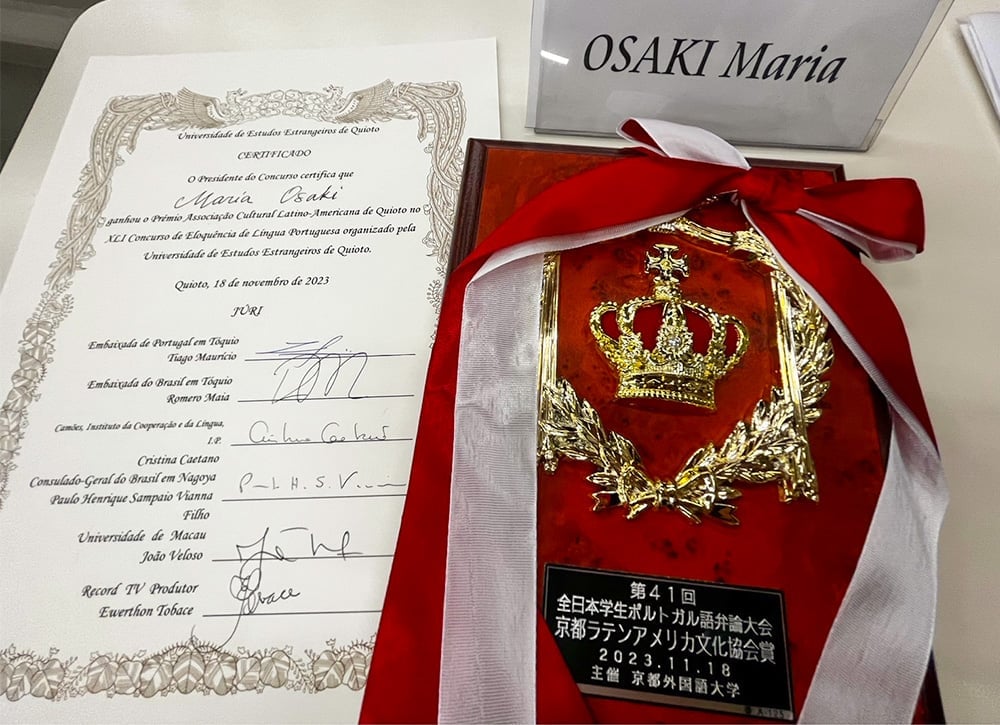 Universidade de Estudos Estrangeiros de Quioto
CERTIFICADO
O Presidente do Concurso certifica que
Maria Osaki
ganhou o Prémio Associação Cultural Latino-Americana de Quioto no
XLI Concurso de Eloquência de Língua Portuguesa organizado pela
Universidade de Estudos Estrangeiros de Quioto.
Quioto, 18 de novembro de 2023
JÚRI
Embaixada de Portugal em Tóquio
Tiago Maurício
Embaixada do Brasil em Tóquio
Romero Maia
Camões, Instituto da Cooperação e da Língua,
I.P.
Cristina Caetano
Cristina Caetano
Consulado-Geral do Brasil em Nagoya
Paulo Henrique Sampaio Vianna
Filho
Universidade de Macau
João Veloso
Record TV Produtor
Ewerthon Tobace
OSAKI Maria
第41回
全日本学生ポルトガル語弁論大会
京都ラテンアメリカ文化協会賞
2023.11.18
主催 京都外国語大学
A-125